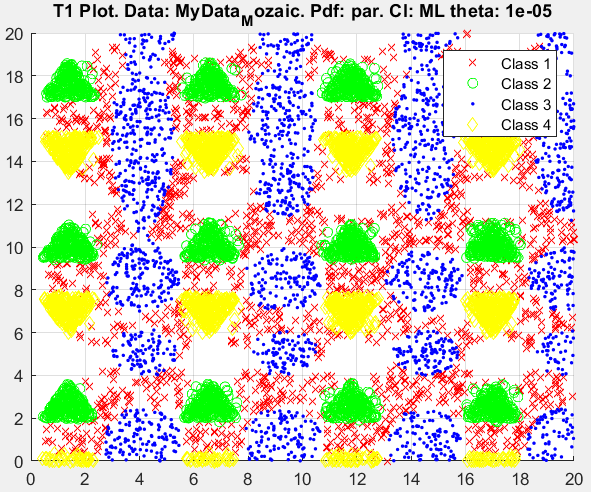 T1 Plot. Data: MyData_Mozaic. Pdf: par. Cl: ML theta: 1e-05
20
18
16
14
12
10
8
6
4
2
0
Class 1
Class 2
Class 3
Class 4
0 2 4 6 8 10 12 14 16 18 20